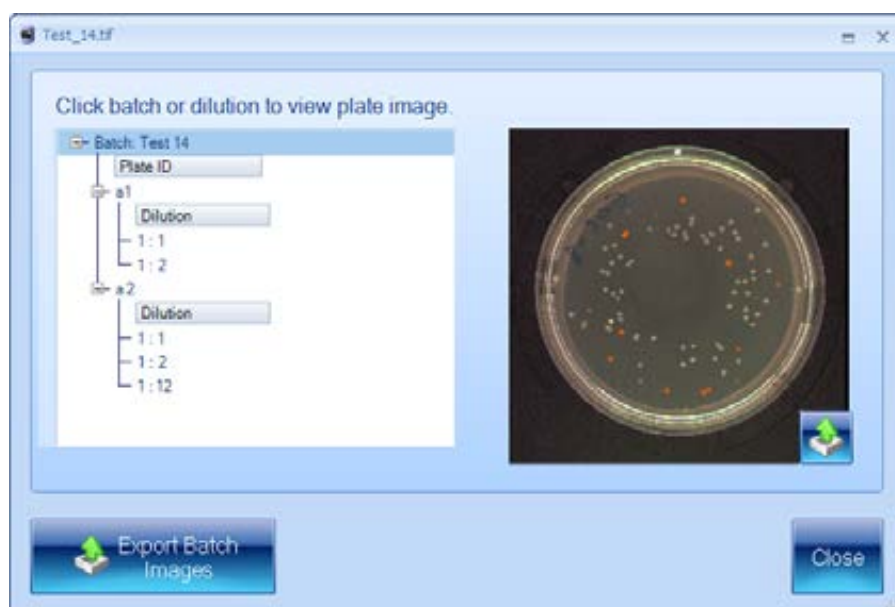 Test_14.tif
Click batch or dilution to view plate image.
Batch: Test 14
Plate ID
a1
Dilution
1 : 1
1 : 2
a2
Dilution
1 : 1
1 : 2
1 : 12
Export Batch
Images
Close